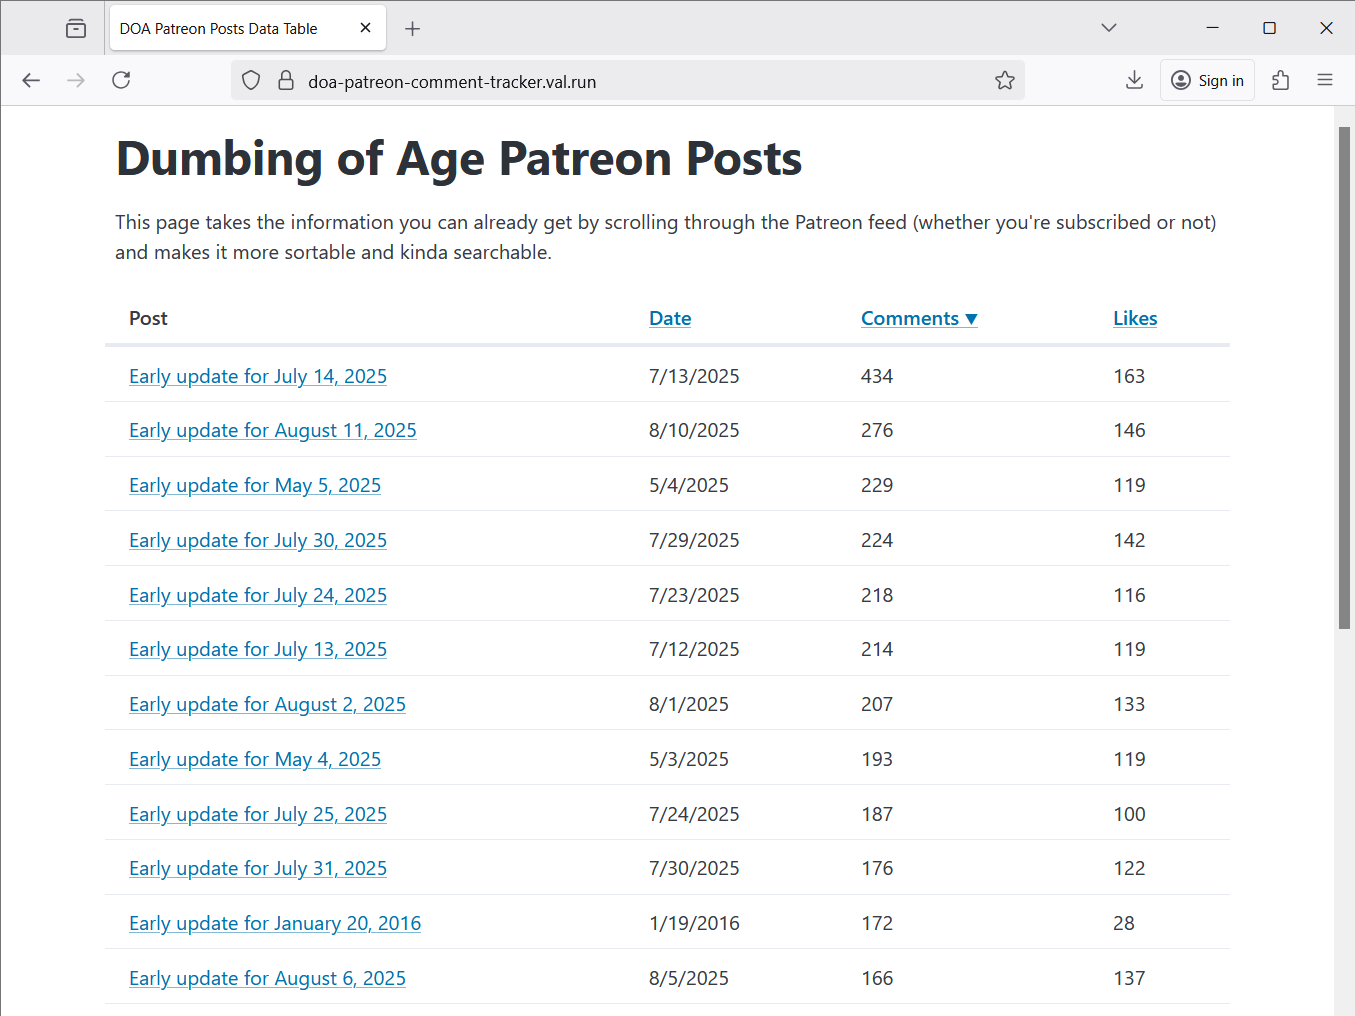 DOA Patreon Posts Data Table
doa-patreon-comment-tracker.val.run
Sign in
Dumbing of Age Patreon Posts
This page takes the information you can already get by scrolling through the Patreon feed (whether you're subscribed or not)
and makes it more sortable and kinda searchable.
Post Date Comments ▼ Likes
Early update for July 14, 2025 7/13/2025 434 163
Early update for August 11, 2025 8/10/2025 276 146
Early update for May 5, 2025 5/4/2025 229 119
Early update for July 30, 2025 7/29/2025 224 142
Early update for July 24, 2025 7/23/2025 218 116
Early update for July 13, 2025 7/12/2025 214 119
Early update for August 2, 2025 8/1/2025 207 133
Early update for May 4, 2025 5/3/2025 193 119
Early update for July 25, 2025 7/24/2025 187 100
Early update for July 31, 2025 7/30/2025 176 122
Early update for January 20, 2016 1/19/2016 172 28
Early update for August 6, 2025 8/5/2025 166 137